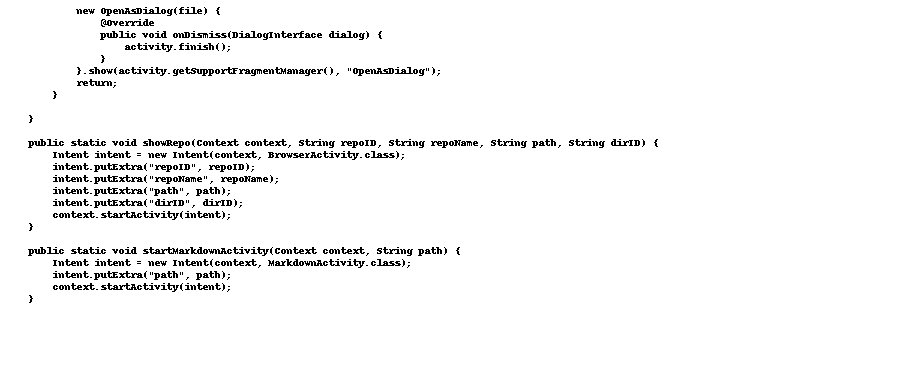 new OpenAsDialog(file) {
@Override
public void onDismiss(DialogInterface dialog) {
activity.finish();
}
}.show(activity.getSupportFragmentManager(), "OpenAsDialog");
return;
}
}
public static void showRepo(Context context, String repoID, String repoName, String path, String dirID) {
Intent intent = new Intent(context, BrowserActivity.class);
intent.putExtra("repoID", repoID);
intent.putExtra("repoName", repoName);
intent.putExtra("path", path);
intent.putExtra("dirID", dirID);
context.startActivity(intent);
}
public static void startMarkdownActivity(Context context, String path) {
Intent intent = new Intent(context, MarkdownActivity.class);
intent.putExtra("path", path);
context.startActivity(intent);
}